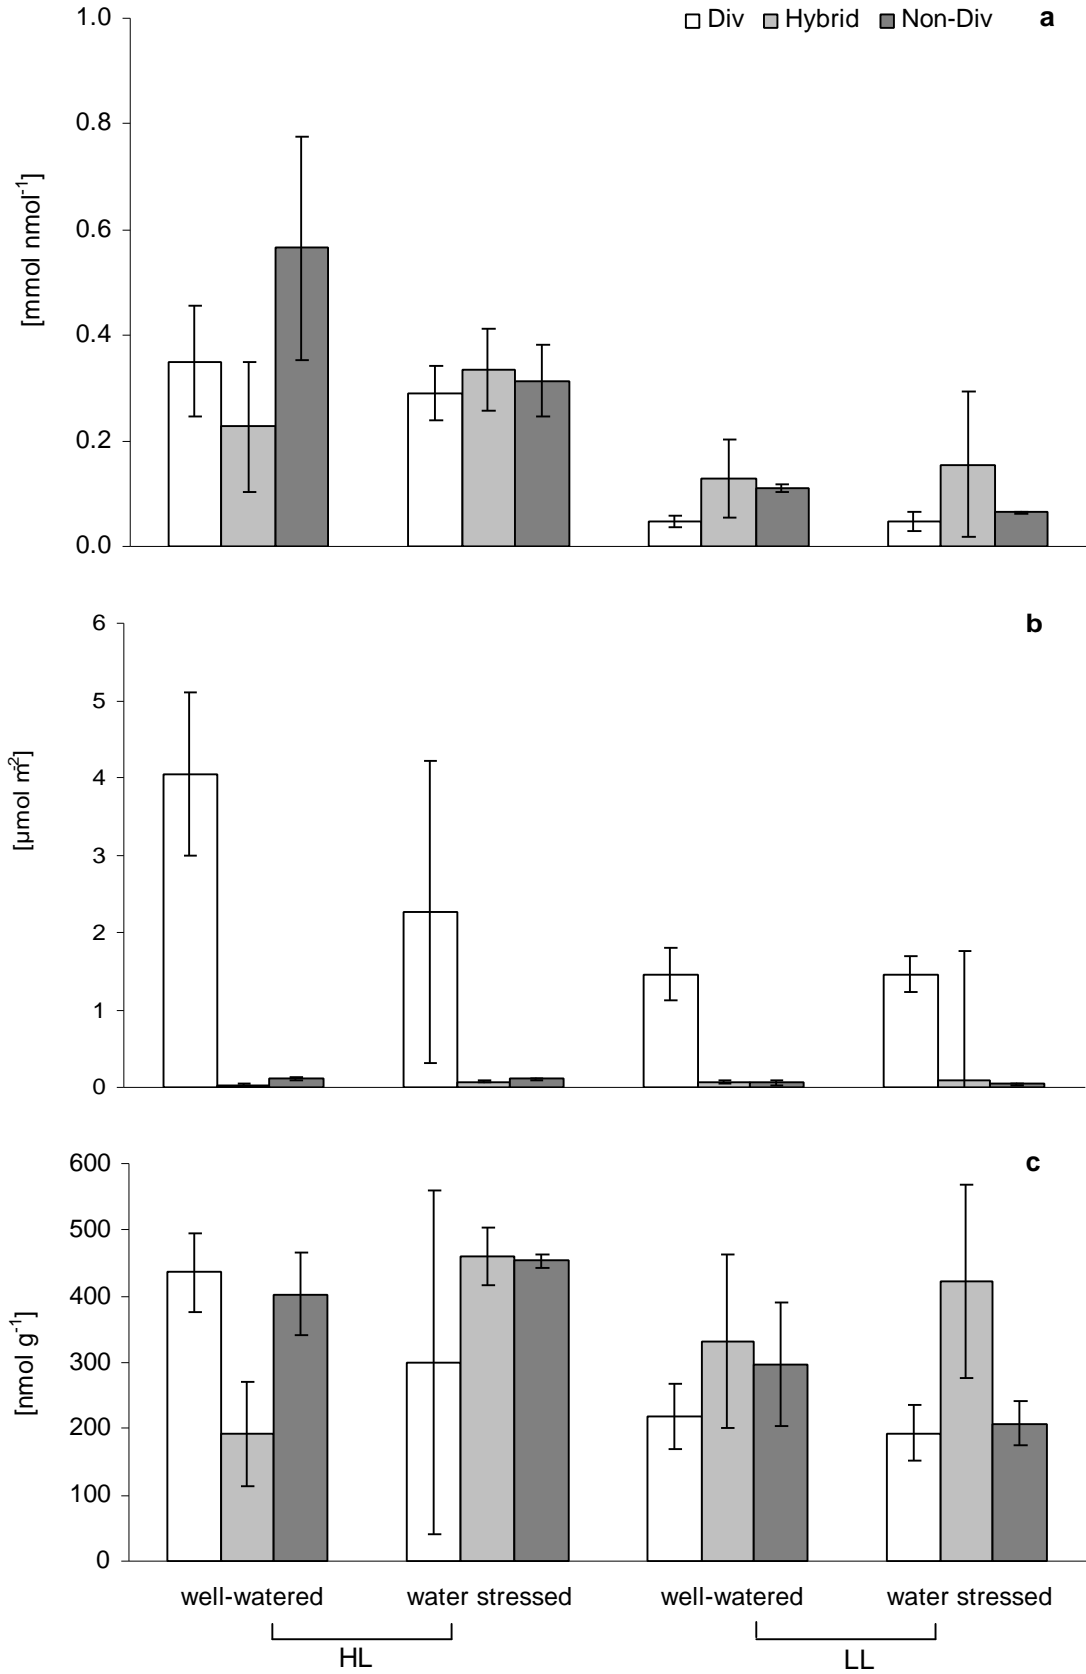 Div Hybrid Non-Div a
1.0
0.8
0.6
0.4
0.2
0.0
[mmol nmol⁻¹]
b
6
5
4
3
2
1
0
[µmol m⁻²]
c
600
500
400
300
200
100
0
[nmol g⁻¹]
well-watered water stressed well-watered water stressed
HL LL